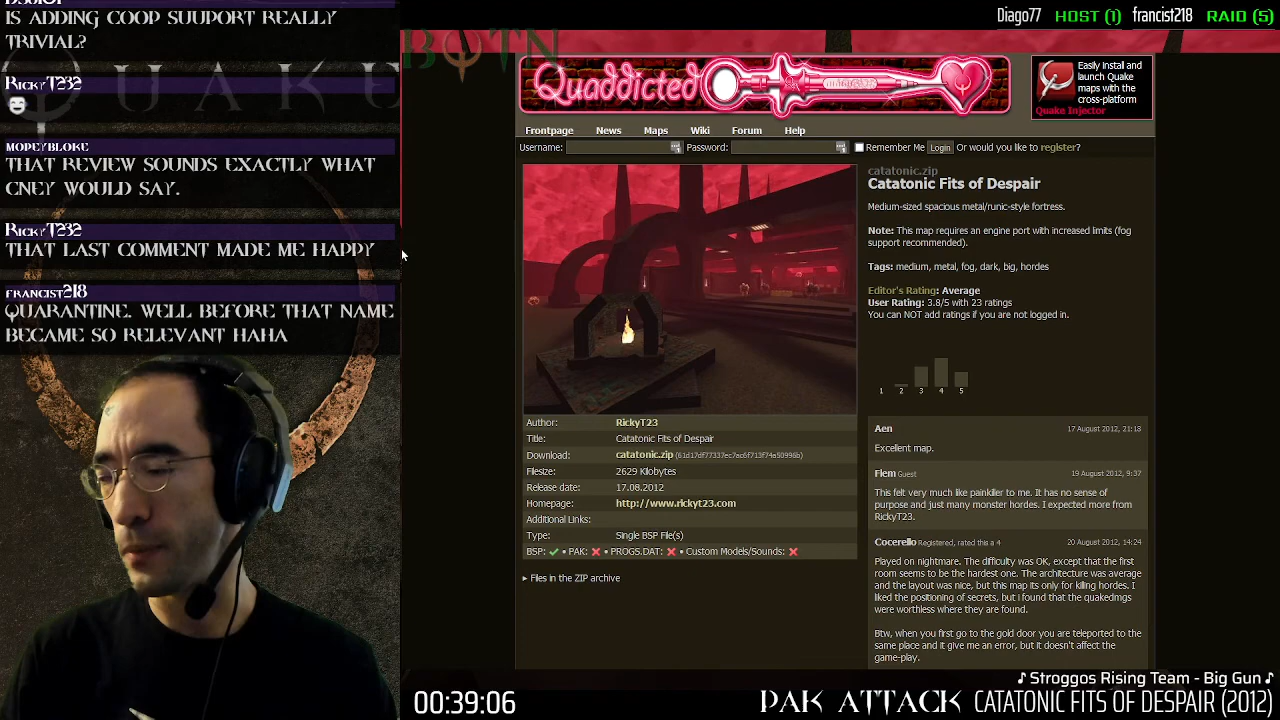 IS ADDING COOP SUUPORT REALLY
TRIVIAL?
RickyT232
MOPEYBLOKE
THAT REVIEW SOUNDS EXACTLY WHAT
CNEY WOULD SAY.
RickyT232
THAT LAST COMMENT MADE ME HAPPY
FRANCIST218
QUARANTINE. WELL BEFORE THAT NAME
BECAME SO RELEVANT HAHA
Diago77 HOST (1) francist218 RAID (5)
Quaddicted
Easily install and
launch Quake
maps with the
cross-platform
Quake Injector
Frontpage News Maps Wiki Forum Help
Username: Password: Remember Me Login Or would you like to register?
catatonic.zip
Catatonic Fits of Despair
Medium-sized spacious metal/runic-style fortress.
Note: This map requires an engine port with increased limits (fog
support recommended).
Tags: medium, metal, fog, dark, big, hordes
Editor's Rating: Average
User Rating: 3.8/5 with 23 ratings
You can NOT add ratings if you are not logged in.
1 2 3 4 5
Author: RickyT23
Title: Catatonic Fits of Despair
Download: catatonic.zip (61d17df77337ec7ac6f713f74a50996b)
Filesize: 2629 Kilobytes
Release date: 17.08.2012
Homepage: http://www.rickyt23.com
Additional Links:
Type: Single BSP File(s)
BSP: ✓ • PAK: ✗ • PROGS.DAT: ✗ • Custom Models/Sounds: ✗
▸ Files in the ZIP archive
Aen 17 August 2012, 21:18
Excellent map.
Flem Guest 19 August 2012, 9:37
This felt very much like painkiller to me. It has no sense of
purpose and just many monster hordes. I expected more from
RickyT23.
Cocerello Registered, rated this a 4 20 August 2012, 14:24
Played on nightmare. The difficulty was OK, except that the first
room seems to be the hardest one. The architecture was average
and the layout was nice, but this map its only for killing hordes. I
liked the positioning of secrets, but i found that the quakedmgs
were worthless where they are found.
Btw, when you first go to the gold door you are teleported to the
same place and it give me an error, but it doesn't affect the
game-play.
♪ Stroggos Rising Team - Big Gun ♪
00:39:06
PAK ATTACK CATATONIC FITS OF DESPAIR (2012)